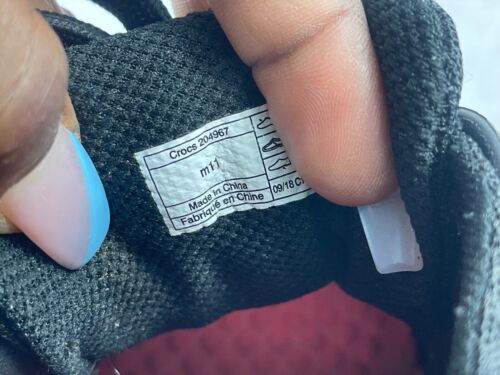 Crocs 204967
m11
Made in China
Fabriqué en Chine
09/18